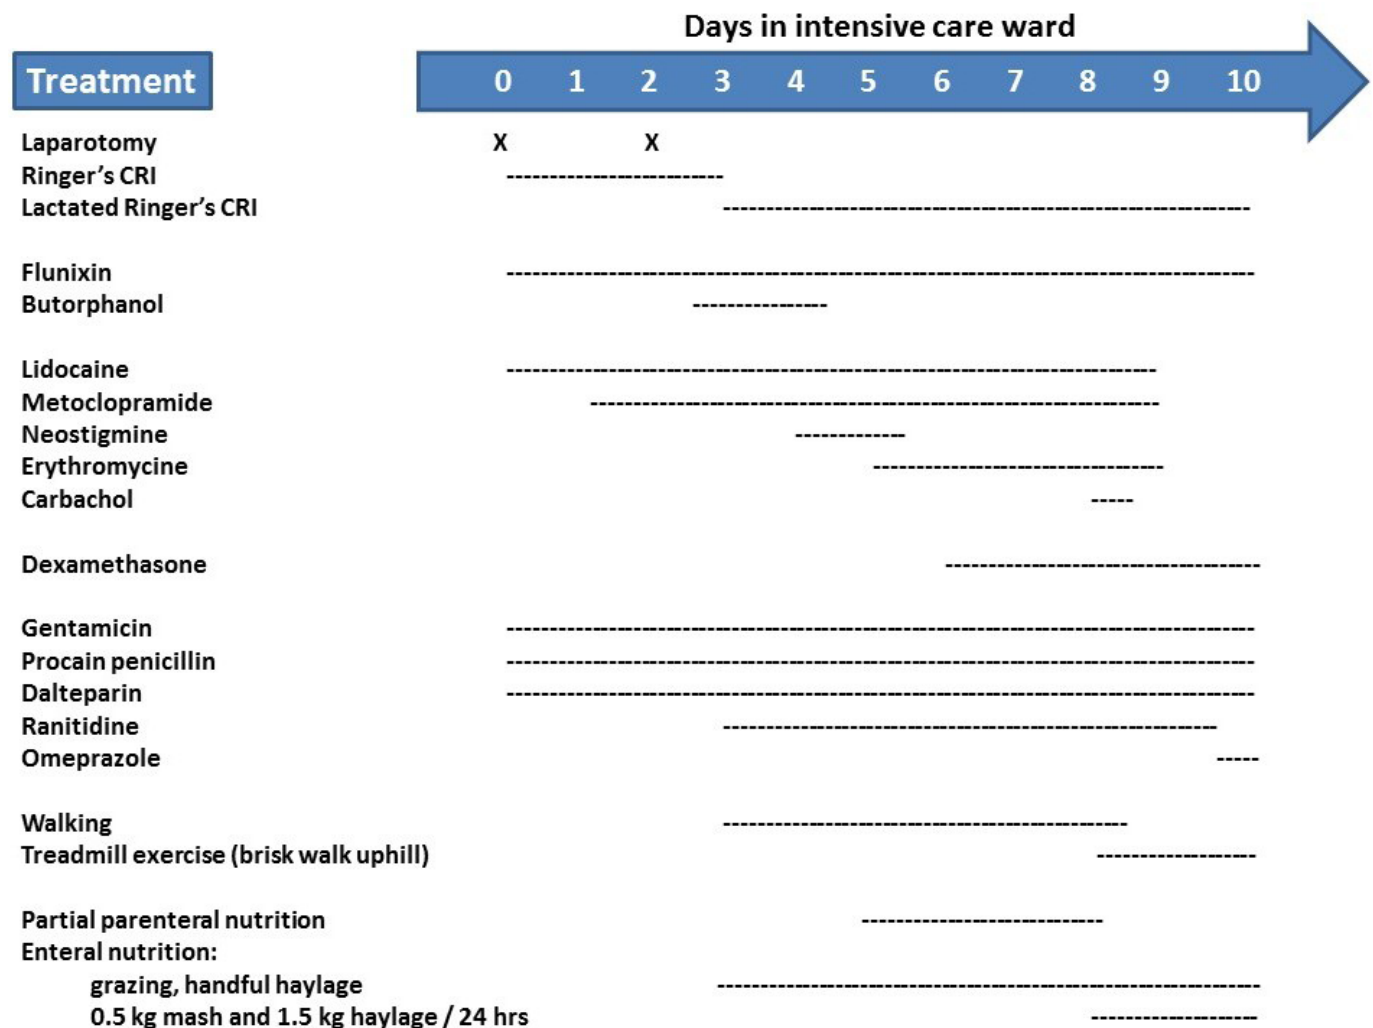 Days in intensive care ward
Treatment 0 1 2 3 4 5 6 7 8 9 10
Laparotomy X X
Ringer's CRI
Lactated Ringer's CRI
Flunixin
Butorphanol
Lidocaine
Metoclopramide
Neostigmine
Erythromycine
Carbachol
Dexamethasone
Gentamicin
Procain penicillin
Dalteparin
Ranitidine
Omeprazole
Walking
Treadmill exercise (brisk walk uphill)
Partial parenteral nutrition
Enteral nutrition:
grazing, handful haylage
0.5 kg mash and 1.5 kg haylage / 24 hrs